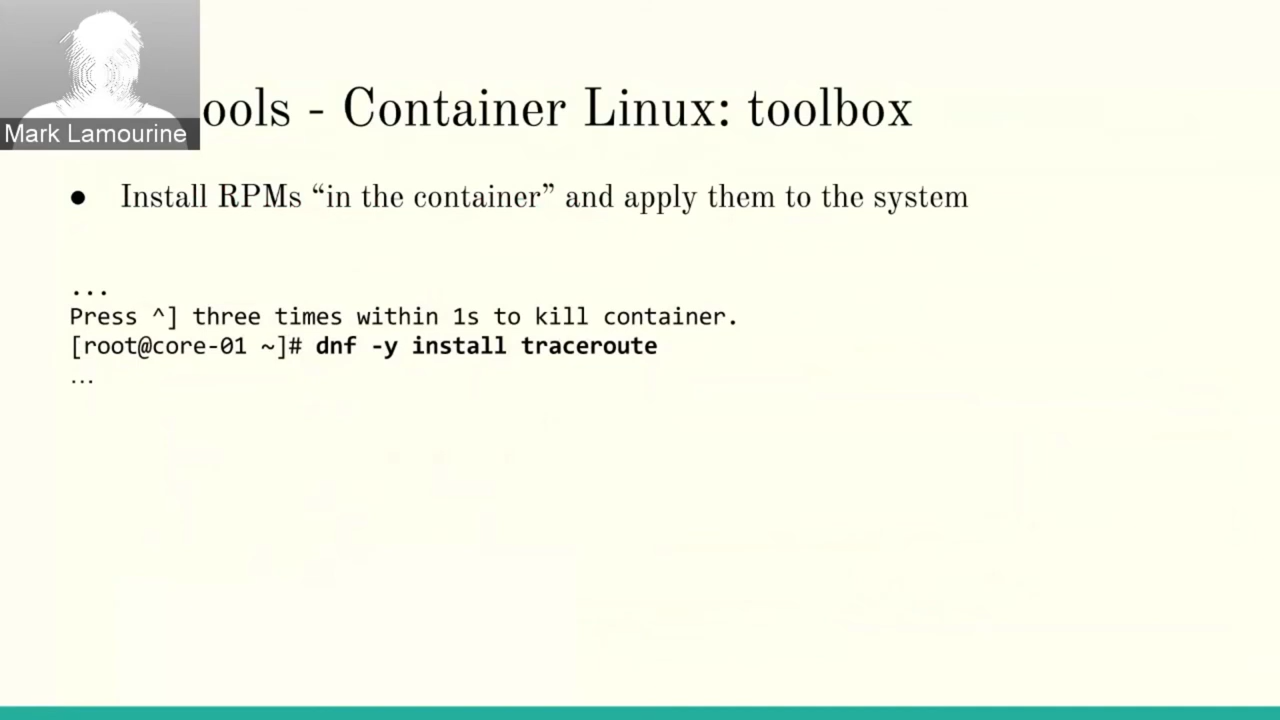 Mark Lamourine
ools - Container Linux: toolbox
● Install RPMs “in the container” and apply them to the system
...
Press ^] three times within 1s to kill container.
[root@core-01 ~]# dnf -y install traceroute
...